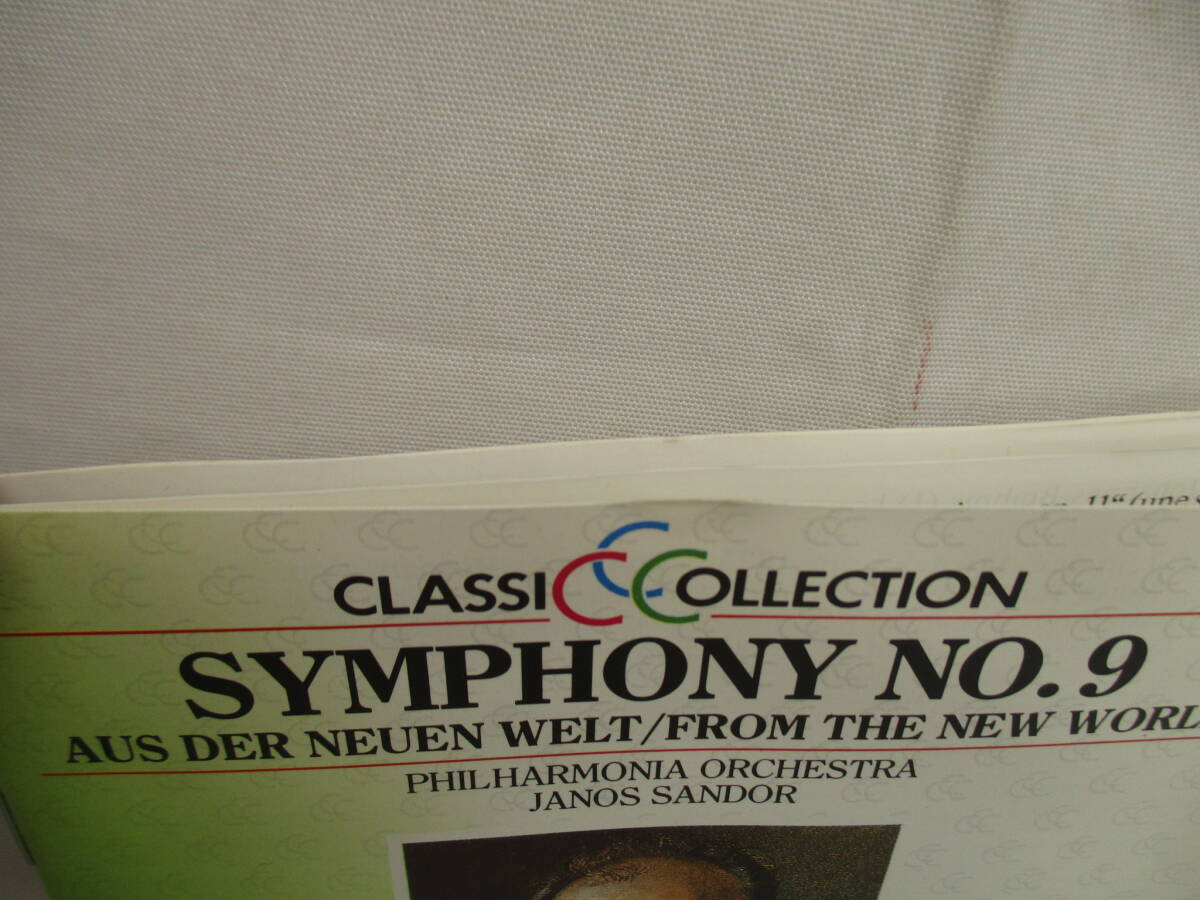 CLASSIC COLLECTION
SYMPHONY NO. 9
AUS DER NEUEN WELT/FROM THE NEW WORL
PHILHARMONIA ORCHESTRA
JANOS SANDOR